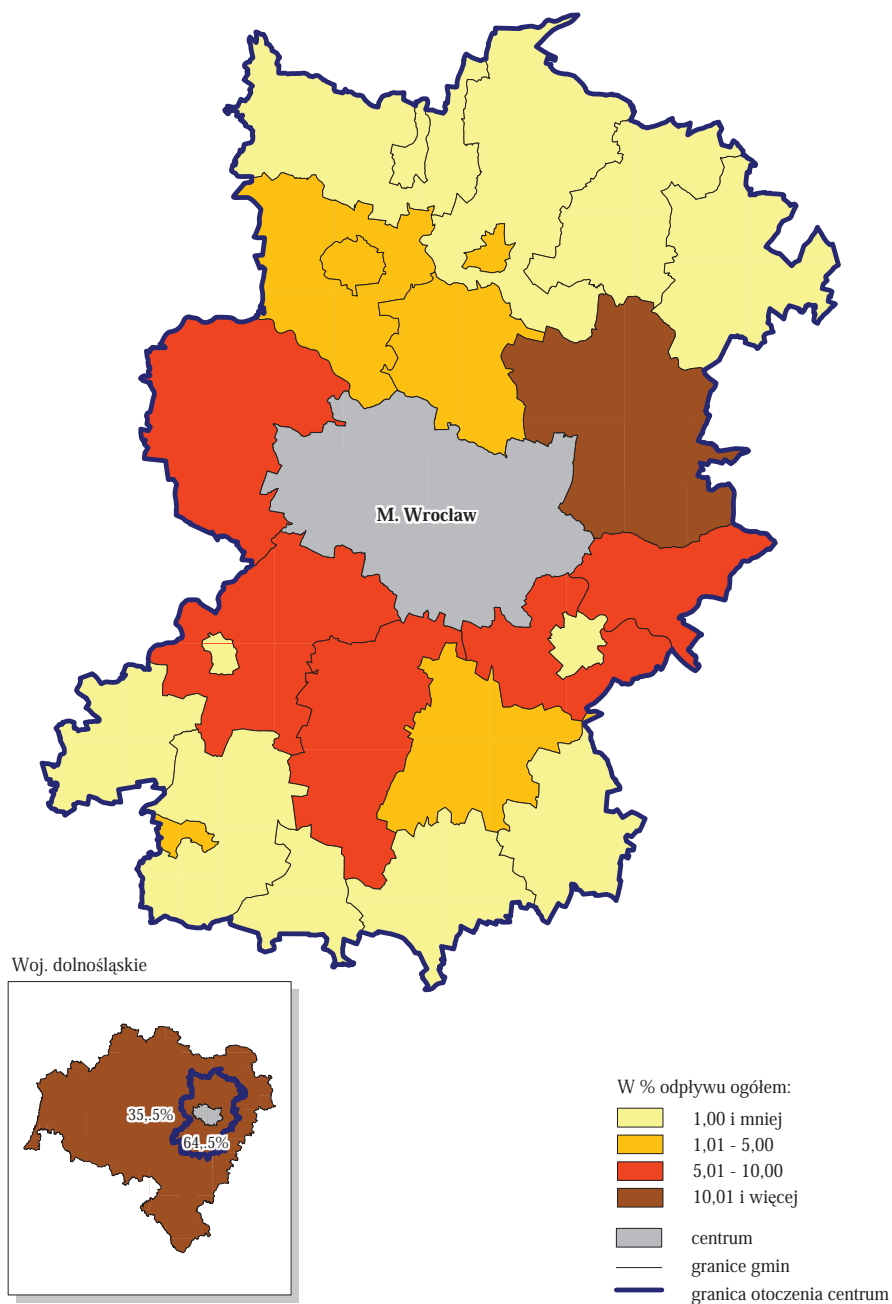 M. Wrocław
Woj. dolnośląskie
35,.5%
64,.5%
W % odpływu ogółem:
1,00 i mniej
1,01 - 5,00
5,01 - 10,00
10,01 i więcej
centrum
granice gmin
granica otoczenia centrum